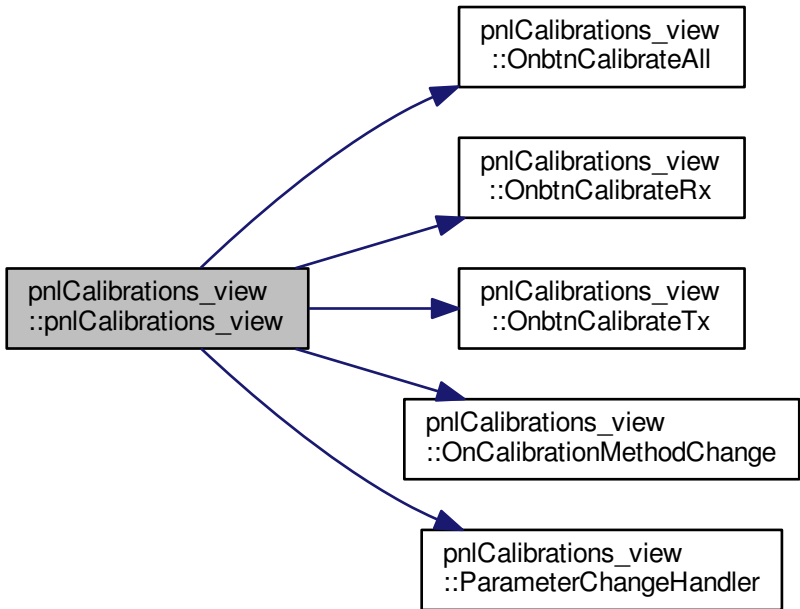 pnlCalibrations_view
::OnbtnCalibrateAll
pnlCalibrations_view
::OnbtnCalibrateRx
pnlCalibrations_view
::pnlCalibrations_view
pnlCalibrations_view
::OnbtnCalibrateTx
pnlCalibrations_view
::OnCalibrationMethodChange
pnlCalibrations_view
::ParameterChangeHandler